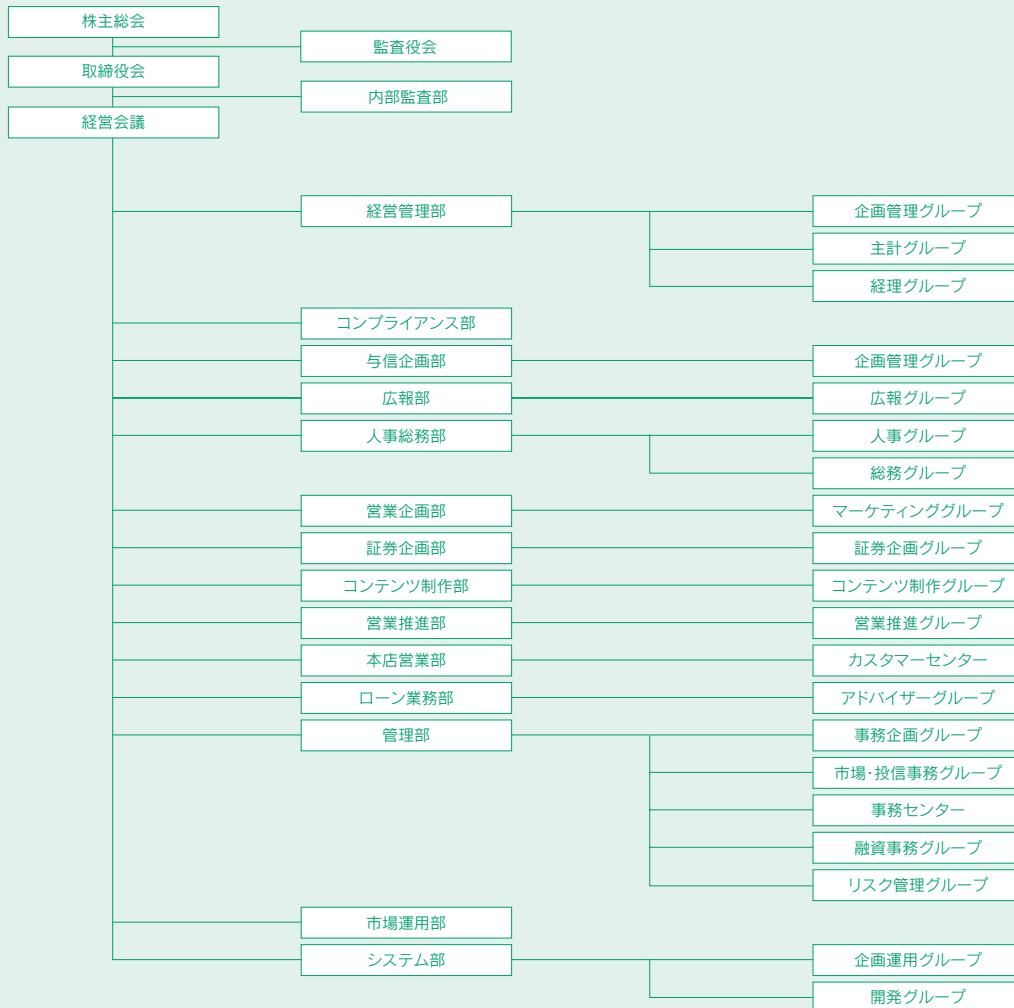 株主総会
監査役会
取締役会
内部監査部
経営会議
経営管理部
企画管理グループ
主計グループ
経理グループ
コンプライアンス部
与信企画部
企画管理グループ
広報部
広報グループ
人事総務部
人事グループ
総務グループ
営業企画部
マーケティンググループ
証券企画部
証券企画グループ
コンテンツ制作部
コンテンツ制作グループ
営業推進部
営業推進グループ
本店営業部
カスタマーセンター
ローン業務部
アドバイザーグループ
管理部
事務企画グループ
市場・投信事務グループ
事務センター
融資事務グループ
リスク管理グループ
市場運用部
システム部
企画運用グループ
開発グループ